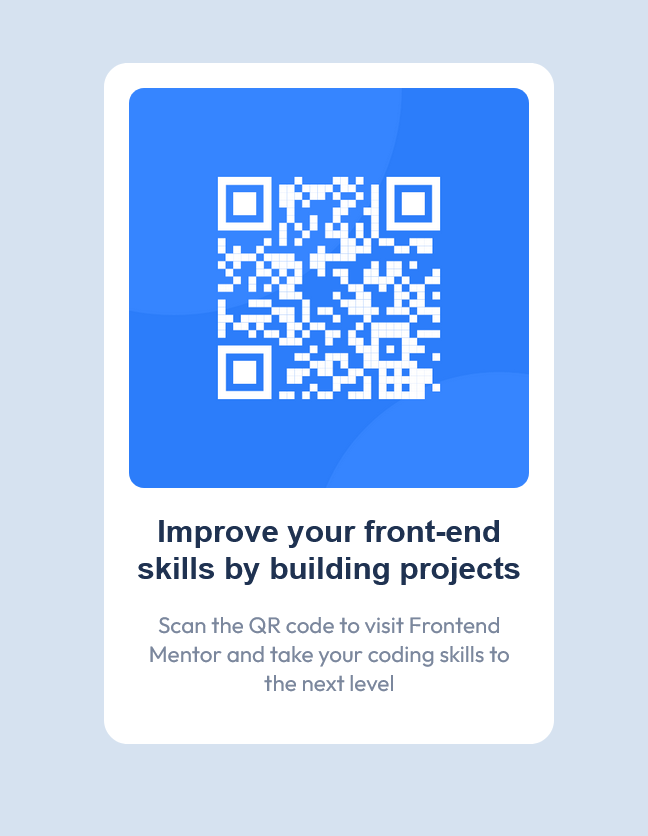 Improve your front-end
skills by building projects
Scan the QR code to visit Frontend
Mentor and take your coding skills to
the next level